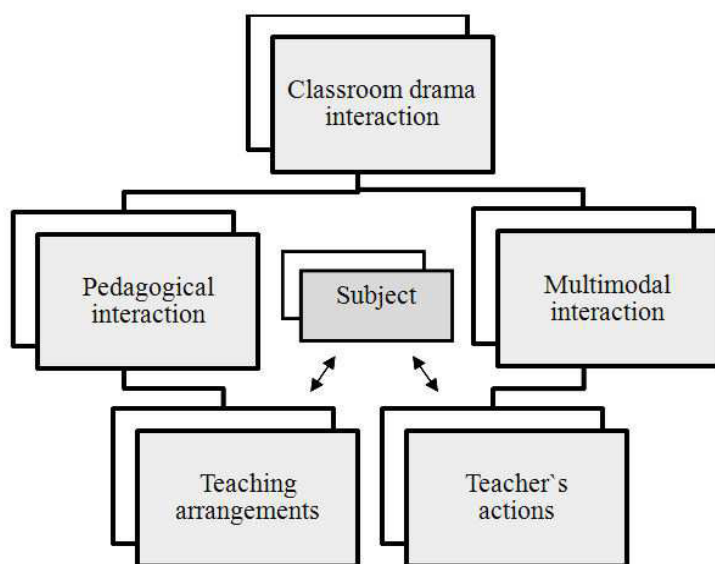 Classroom drama
interaction
Pedagogical
interaction
Subject
Multimodal
interaction
Teaching
arrangements
Teacher`s
actions